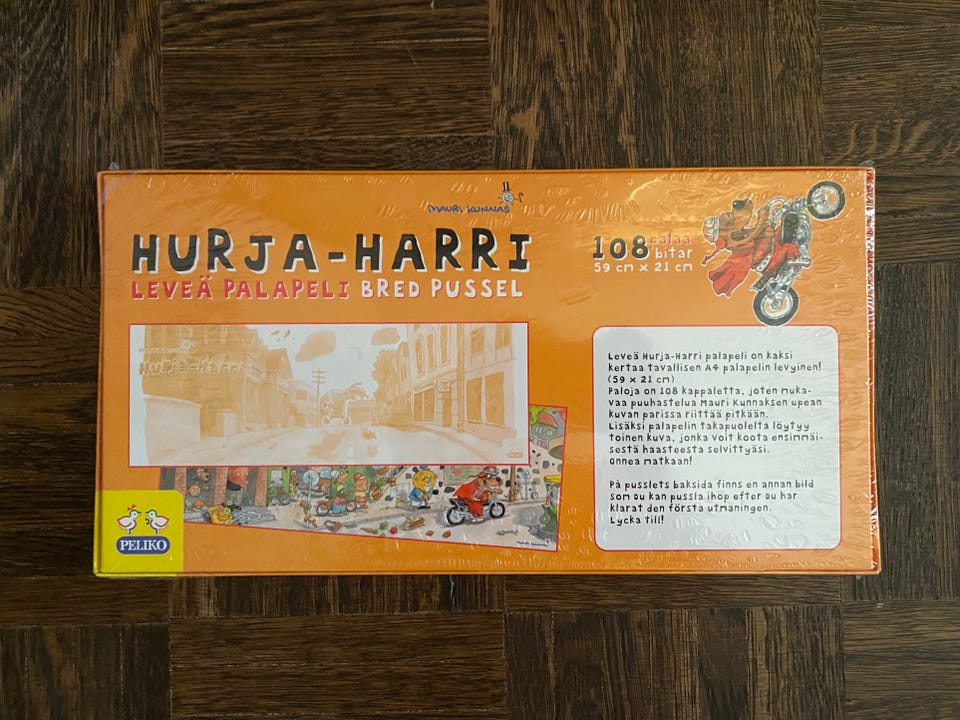 MAURI KUNNAS
HURJA-HARRI
LEVEÄ PALAPELI BRED PUSSEL
108 palaa
bitar
59 cm x 21 cm
Hurja-Harri
Leveä Hurja-Harri palapeli on kaksi
kertaa tavallisen A4 palapelin levyinen!
(59 x 21 cm)
Paloja on 108 kappaletta, joten muka-
vaa puuhastelua Mauri Kunnaksen upean
kuvan parissa riittää pitkään.
Lisäksi palapelin takapuolelta löytyy
toinen kuva, jonka voit koota ensimmäi-
sestä haasteesta selvittyäsi.
Onnea matkaan!
På pusslets baksida finns en annan bild
som du kan pussla ihop efter du har
klarat den första utmaningen.
Lycka till!
PELIKO